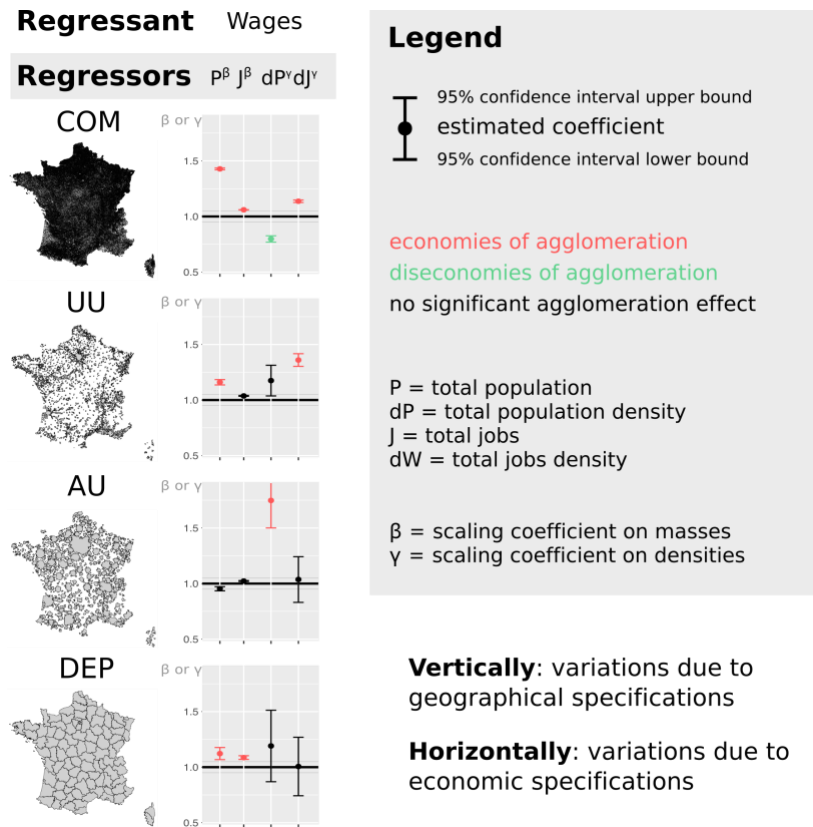 Regressant Wages
Regressors Pᵝ Jᵝ dPᵞ dJᵞ
COM
β or γ
1.5
1.0
0.5
UU
β or γ
1.5
1.0
0.5
AU
β or γ
1.5
1.0
0.5
DEP
β or γ
1.5
1.0
0.5
Legend
95% confidence interval upper bound
estimated coefficient
95% confidence interval lower bound
economies of agglomeration
diseconomies of agglomeration
no significant agglomeration effect
P = total population
dP = total population density
J = total jobs
dW = total jobs density
β = scaling coefficient on masses
γ = scaling coefficient on densities
Vertically: variations due to
geographical specifications
Horizontally: variations due to
economic specifications